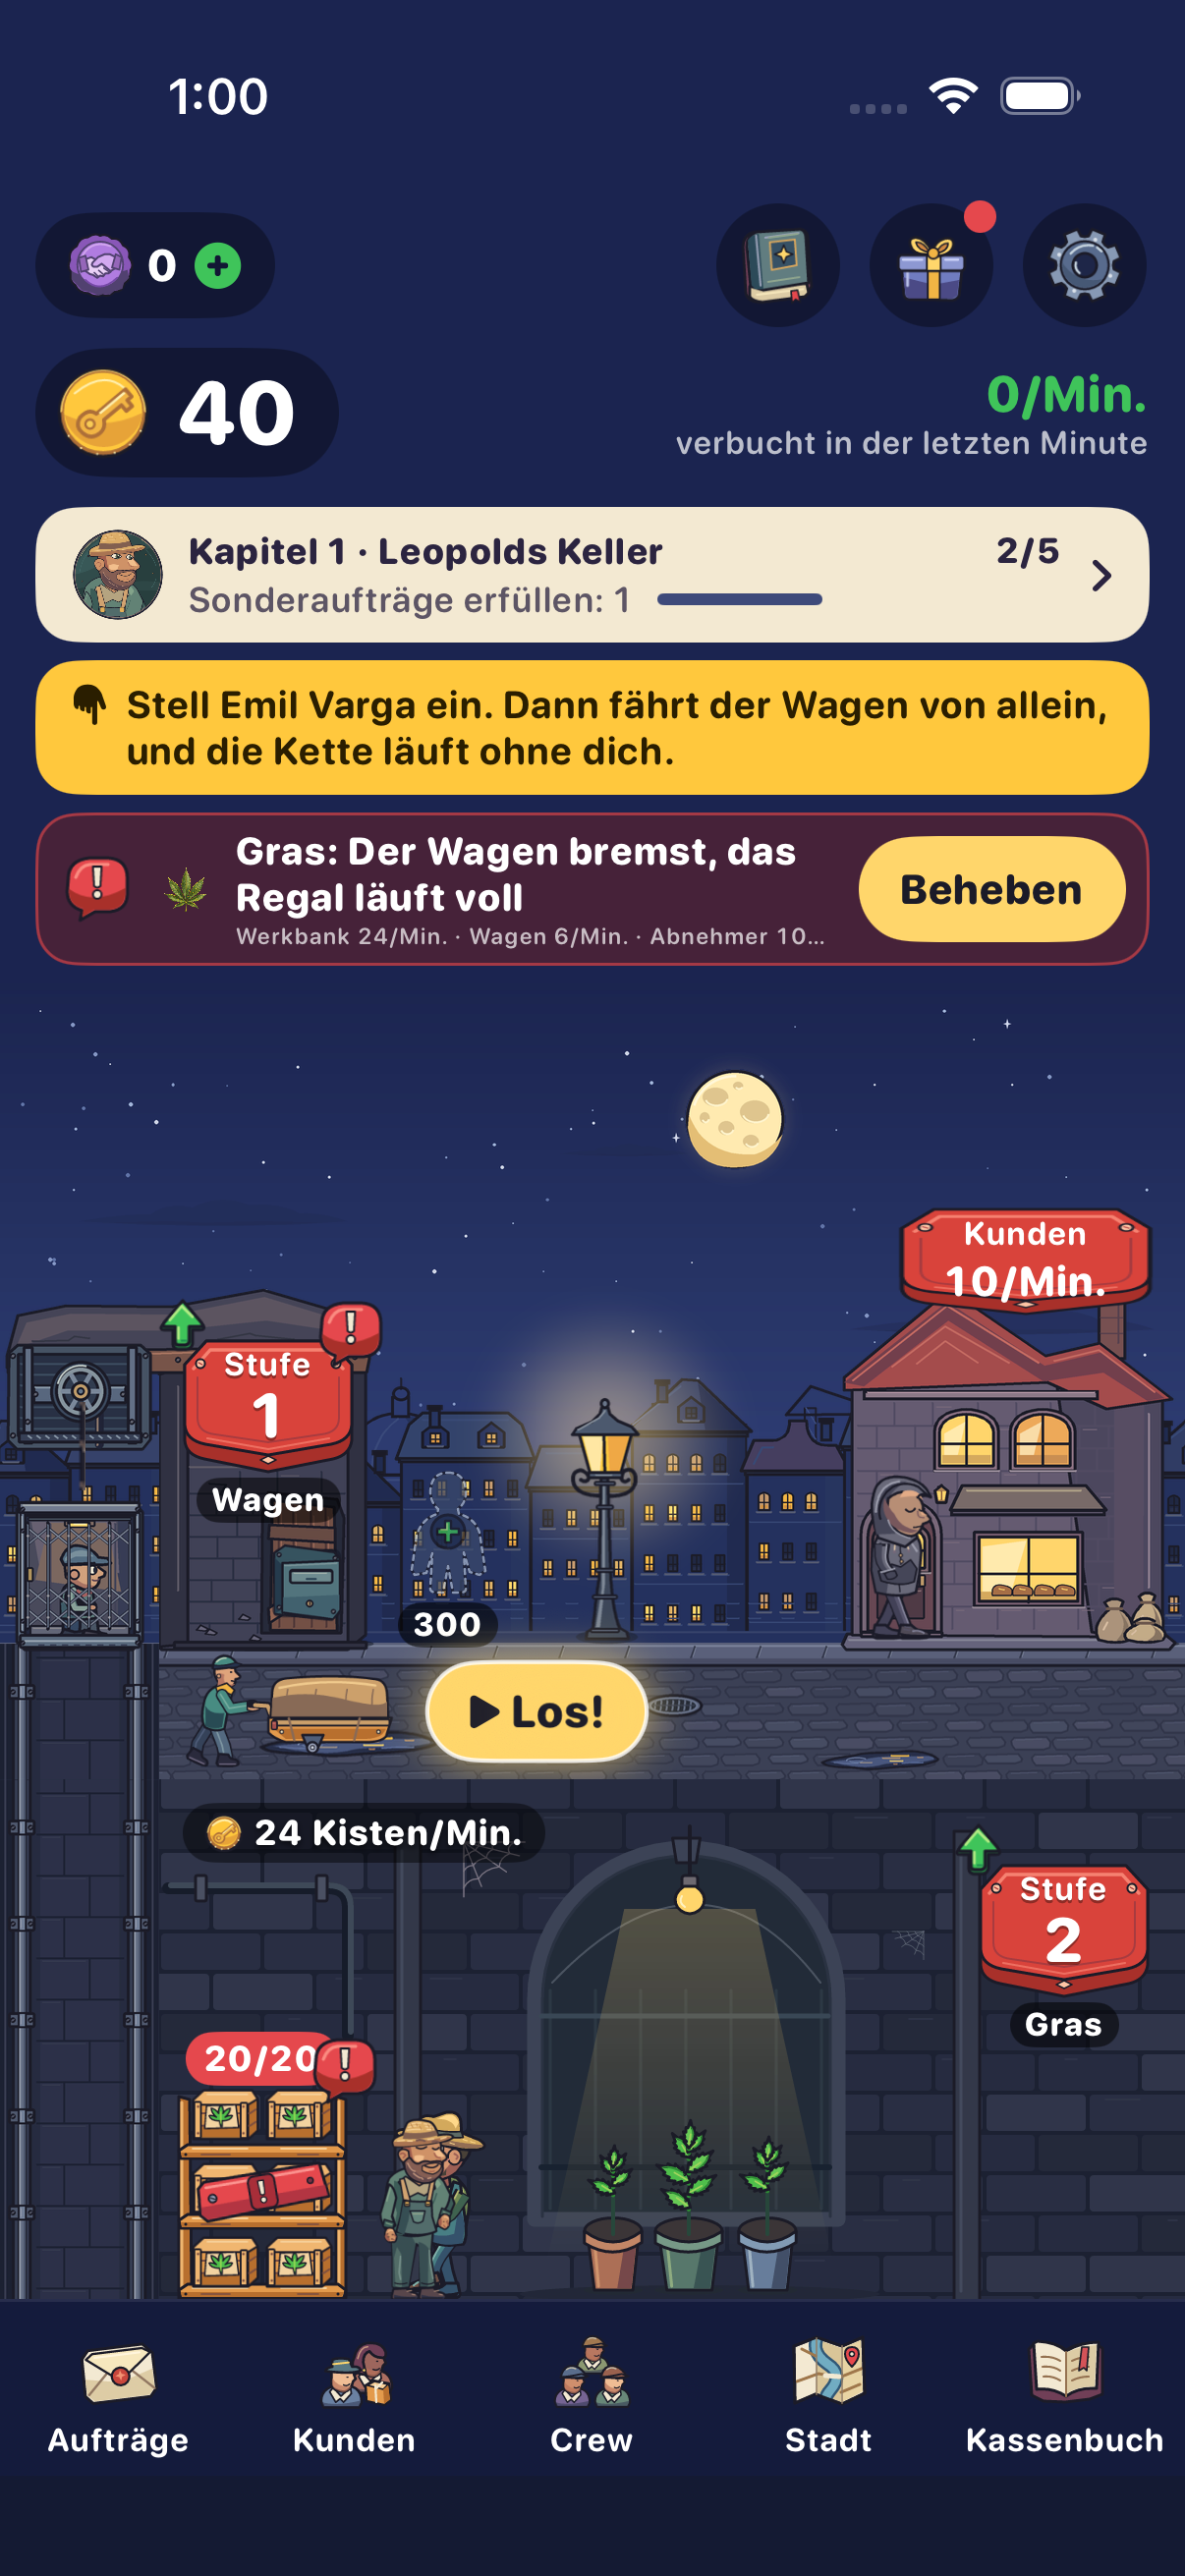 1:00
0
40
0/Min.
verbucht in der letzten Minute
Kapitel 1 · Leopolds Keller
2/5
Sonderaufträge erfüllen: 1
Stell Emil Varga ein. Dann fährt der Wagen von allein,
und die Kette läuft ohne dich.
Gras: Der Wagen bremst, das
Regal läuft voll
Werkbank 24/Min. · Wagen 6/Min. · Abnehmer 10…
Beheben
Kunden
10/Min.
Stufe
1
Wagen
300
Los!
24 Kisten/Min.
Stufe
2
Gras
20/20
Aufträge
Kunden
Crew
Stadt
Kassenbuch